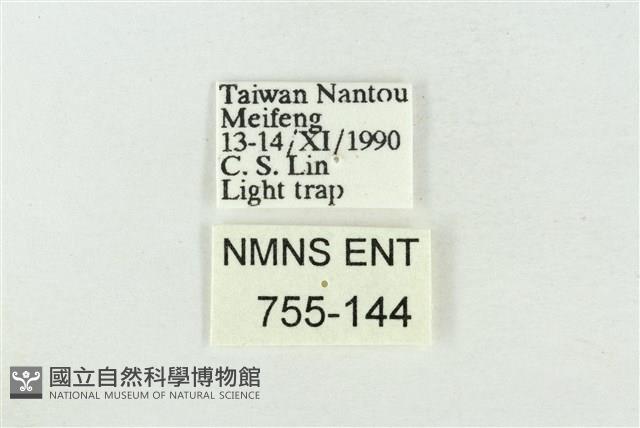 Taiwan Nantou
Meifeng
13-14/XI/1990
C. S. Lin
Light trap
NMNS ENT
755-144
國立自然科學博物館
NATIONAL MUSEUM OF NATURAL SCIENCE